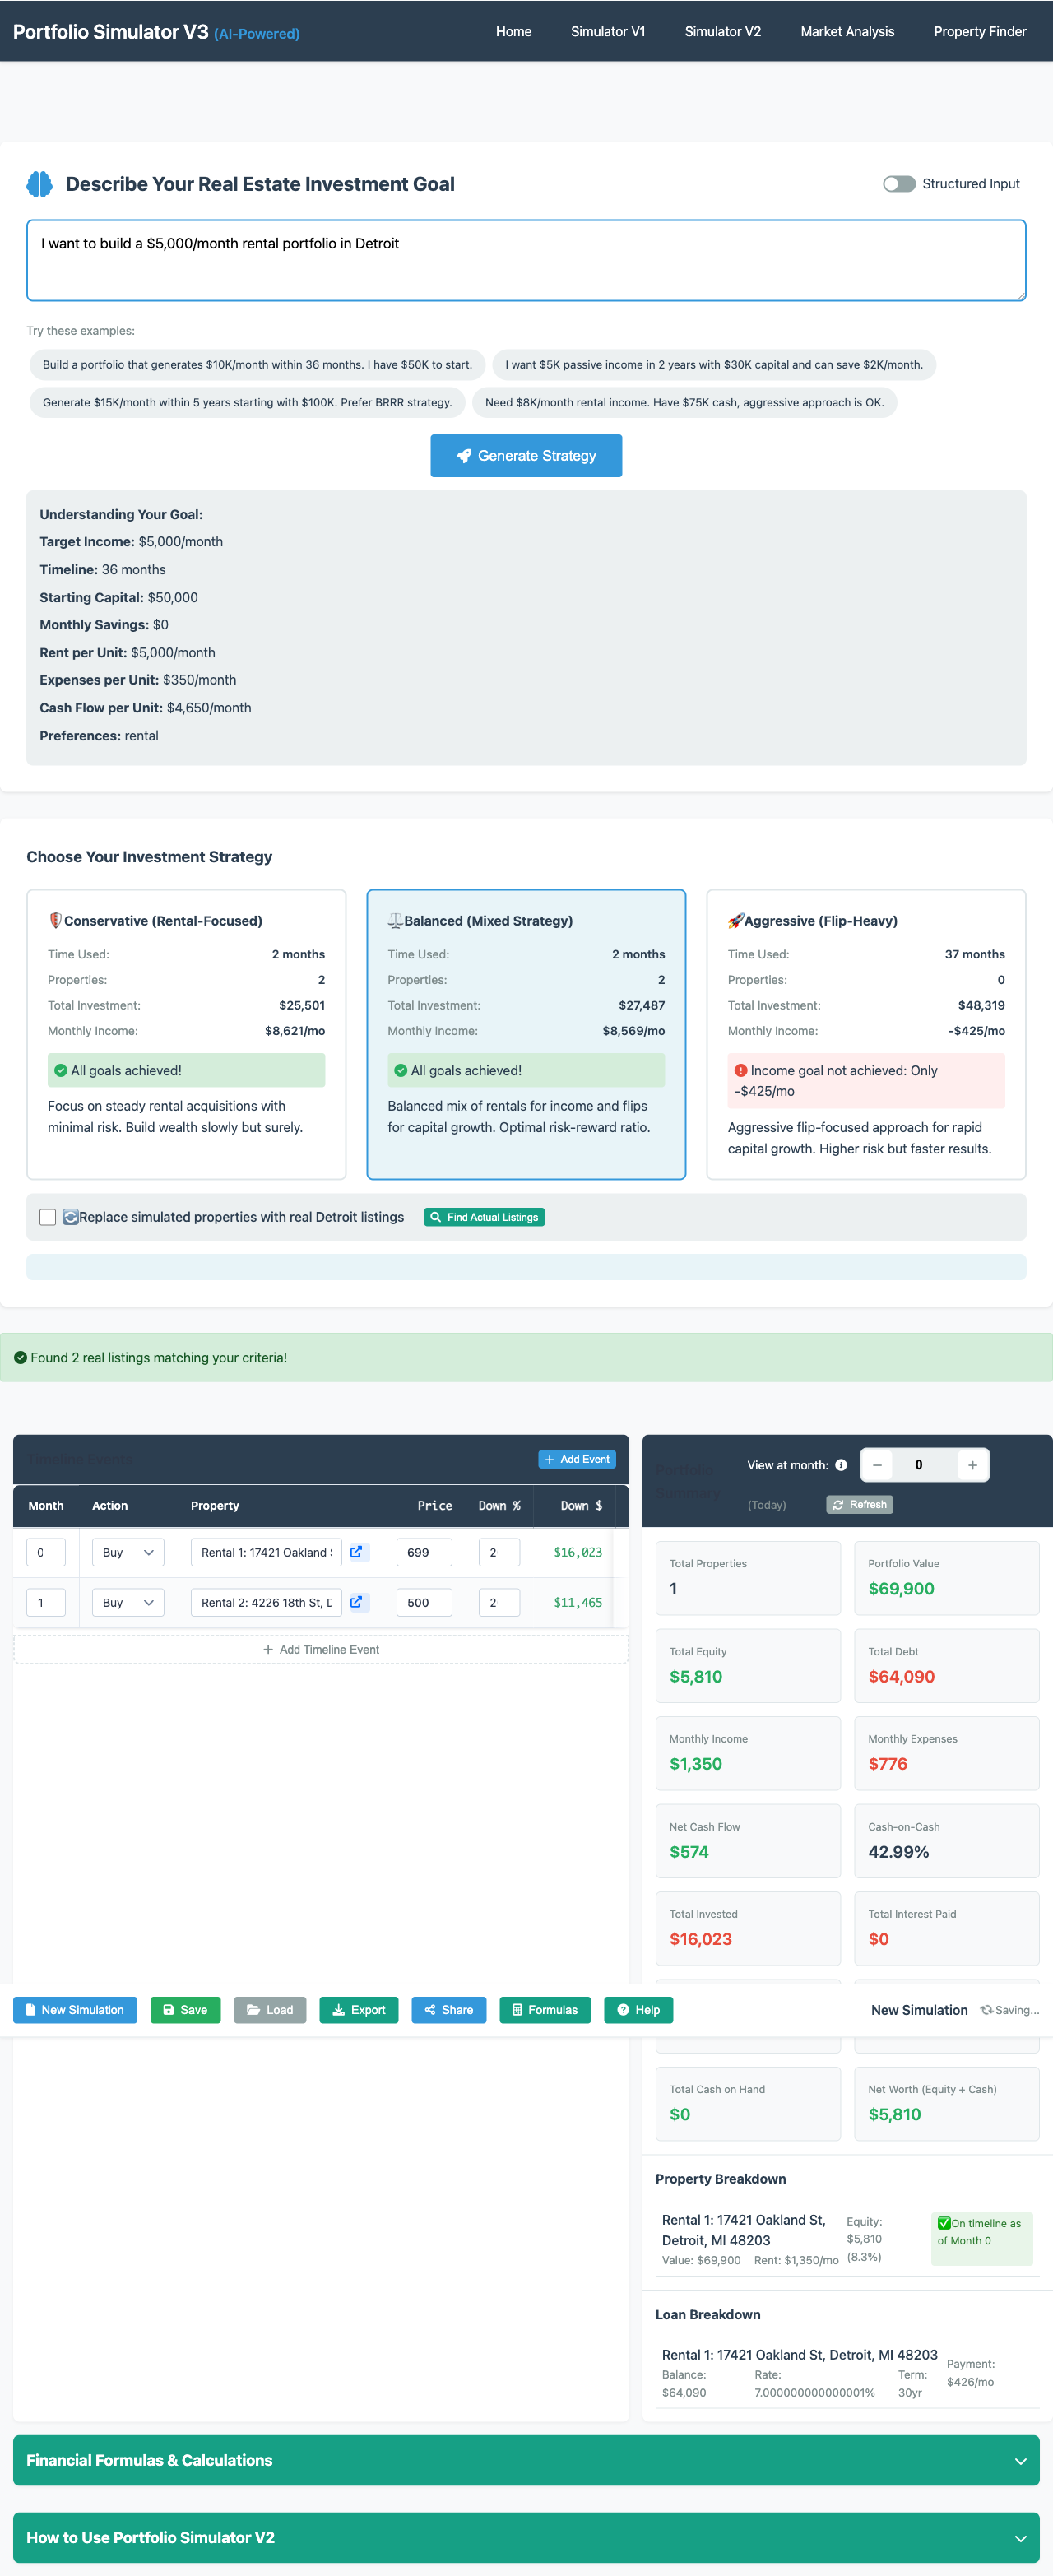 Portfolio Simulator V3 (AI-Powered)
Home Simulator V1 Simulator V2 Market Analysis Property Finder
Describe Your Real Estate Investment Goal
Structured Input
I want to build a $5,000/month rental portfolio in Detroit
Try these examples:
Build a portfolio that generates $10K/month within 36 months. I have $50K to start.
I want $5K passive income in 2 years with $30K capital and can save $2K/month.
Generate $15K/month within 5 years starting with $100K. Prefer BRRR strategy.
Need $8K/month rental income. Have $75K cash, aggressive approach is OK.
Generate Strategy
Understanding Your Goal:
Target Income: $5,000/month
Timeline: 36 months
Starting Capital: $50,000
Monthly Savings: $0
Rent per Unit: $5,000/month
Expenses per Unit: $350/month
Cash Flow per Unit: $4,650/month
Preferences: rental
Choose Your Investment Strategy
Conservative (Rental-Focused)
Time Used: 2 months
Properties: 2
Total Investment: $25,501
Monthly Income: $8,621/mo
All goals achieved!
Focus on steady rental acquisitions with
minimal risk. Build wealth slowly but surely.
Balanced (Mixed Strategy)
Time Used: 2 months
Properties: 2
Total Investment: $27,487
Monthly Income: $8,569/mo
All goals achieved!
Balanced mix of rentals for income and flips
for capital growth. Optimal risk-reward ratio.
Aggressive (Flip-Heavy)
Time Used: 37 months
Properties: 0
Total Investment: $48,319
Monthly Income: -$425/mo
Income goal not achieved: Only
-$425/mo
Aggressive flip-focused approach for rapid
capital growth. Higher risk but faster results.
Replace simulated properties with real Detroit listings Find Actual Listings
Found 2 real listings matching your criteria!
Timeline Events
Add Event
Month Action Property Price Down % Down $
0 Buy Rental 1: 17421 Oakland 699 2 $16,023
1 Buy Rental 2: 4226 18th St, 500 2 $11,465
Add Timeline Event
Portfolio
Summary
View at month: 0
(Today) Refresh
Total Properties
1
Portfolio Value
$69,900
Total Equity
$5,810
Total Debt
$64,090
Monthly Income
$1,350
Monthly Expenses
$776
Net Cash Flow
$574
Cash-on-Cash
42.99%
Total Invested
$16,023
Total Interest Paid
$0
New Simulation Save Load Export Share Formulas Help
New Simulation Saving...
Total Cash on Hand
$0
Net Worth (Equity + Cash)
$5,810
Property Breakdown
Rental 1: 17421 Oakland St,
Detroit, MI 48203
Value: $69,900 Rent: $1,350/mo
Equity:
$5,810
(8.3%)
On timeline as
of Month 0
Loan Breakdown
Rental 1: 17421 Oakland St, Detroit, MI 48203
Balance:
$64,090
Rate:
7.000000000000001%
Term:
30yr
Payment:
$426/mo
Financial Formulas & Calculations
How to Use Portfolio Simulator V2